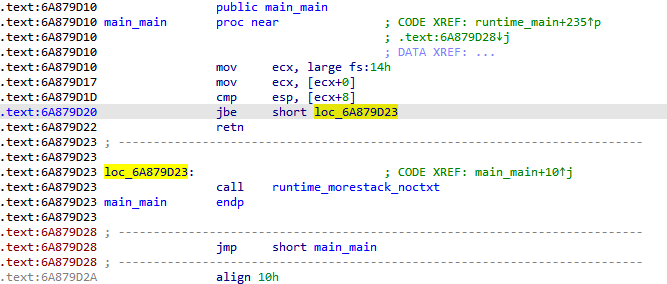 .text:6A879D10 public main_main
.text:6A879D10 main_main proc near ; CODE XREF: runtime_main+235↑p
.text:6A879D10 ; .text:6A879D28↓j
.text:6A879D10 ; DATA XREF: ...
.text:6A879D10 mov ecx, large fs:14h
.text:6A879D17 mov ecx, [ecx+0]
.text:6A879D1D cmp esp, [ecx+8]
.text:6A879D20 jbe short loc_6A879D23
.text:6A879D22 retn
.text:6A879D23 ; ---------------------------------------------------------------------------
.text:6A879D23
.text:6A879D23 loc_6A879D23: ; CODE XREF: main_main+10↑j
.text:6A879D23 call runtime_morestack_noctxt
.text:6A879D23 main_main endp
.text:6A879D23
.text:6A879D28 ; ---------------------------------------------------------------------------
.text:6A879D28 jmp short main_main
.text:6A879D28 ; ---------------------------------------------------------------------------
.text:6A879D2A align 10h